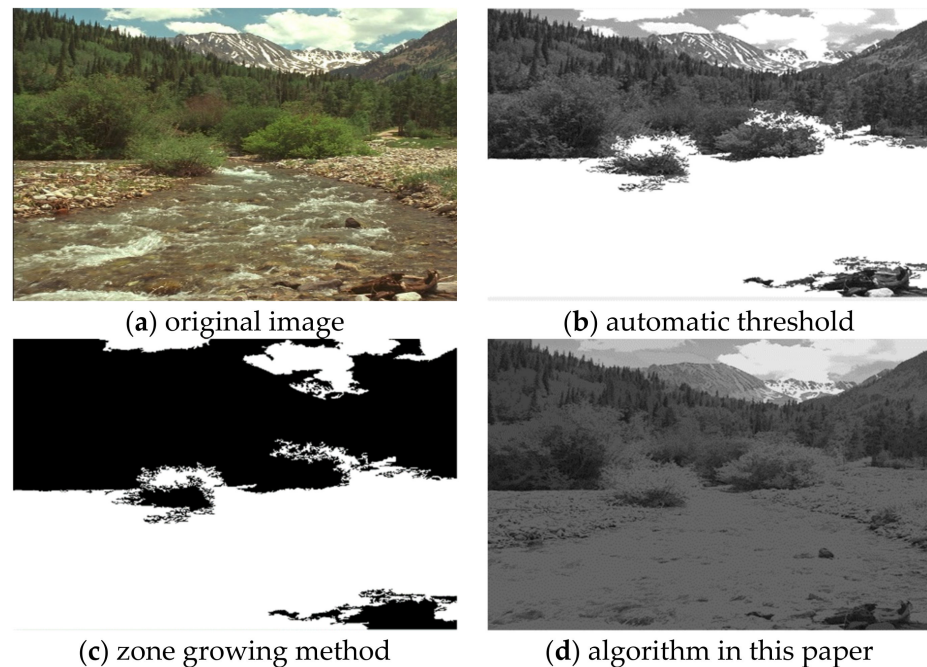 (a) original image
(b) automatic threshold
(c) zone growing method
(d) algorithm in this paper